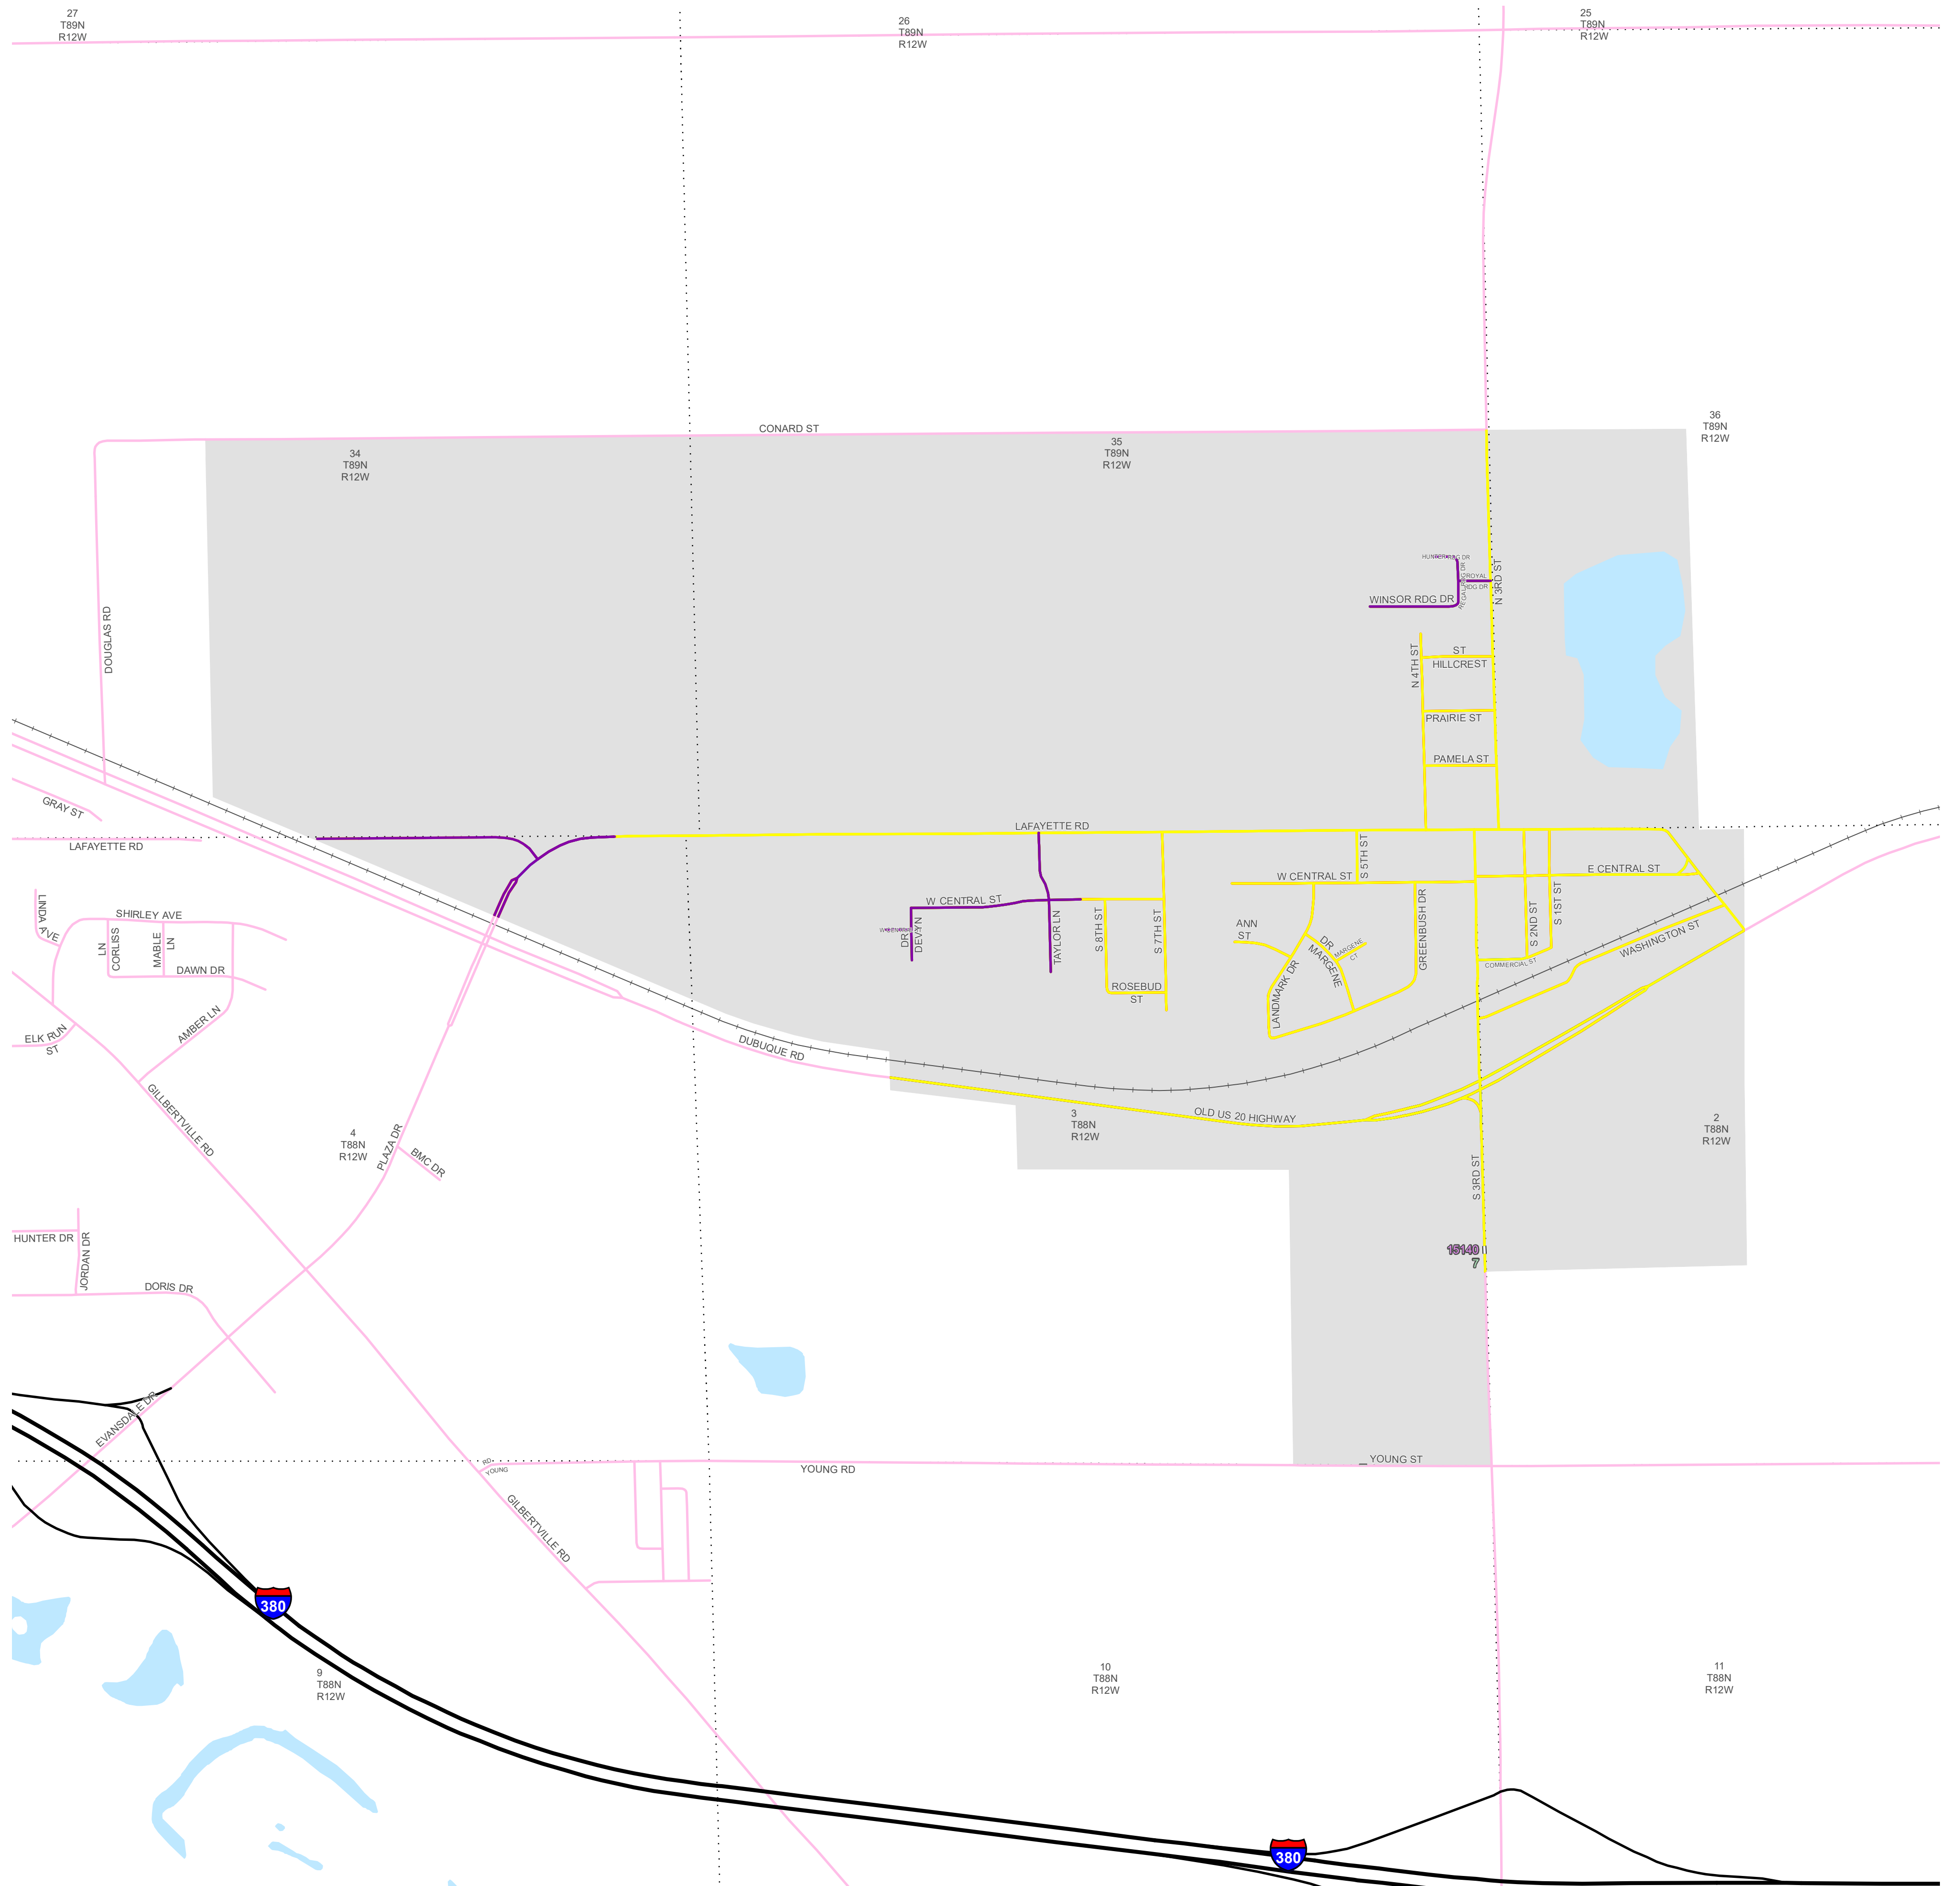 27
T89N
R12W
26
T89N
R12W
25
T89N
R12W
CONARD ST
36
T89N
R12W
34
T89N
R12W
35
T89N
R12W
DOUGLAS RD
ROYAL
RDG DR
N 3RD ST
WINSOR RDG DR
N 4TH ST
ST
HILLCREST
PRAIRIE ST
PAMELA ST
GRAY ST
LAFAYETTE RD
LAFAYETTE RD
S 5TH ST
W CENTRAL ST
E CENTRAL ST
LINDA
AVE
SHIRLEY AVE
LN
CORLISS
MABLE
LN
DAWN DR
W CENTRAL ST
DR
DEVYN
TAYLOR LN
S 8TH ST
S 7TH ST
ROSEBUD
ST
ANN
ST
DR
MARGENE
MARGENE
CT
LANDMARK DR
GREENBUSH DR
S 2ND ST
S 1ST ST
COMMERCIAL ST
WASHINGTON ST
AMBER LN
ELK RUN
ST
DUBUQUE RD
GILLBERTVILLE RD
OLD US 20 HIGHWAY
3
T88N
R12W
2
T88N
R12W
4
T88N
R12W
PLAZA DR
BMC DR
S 3RD ST
HUNTER DR
JORDAN DR
15140
7
DORIS DR
EVANSDALE DR
RD
YOUNG
YOUNG RD
YOUNG ST
GILBERTVILLE RD
380
9
T88N
R12W
10
T88N
R12W
11
T88N
R12W
380